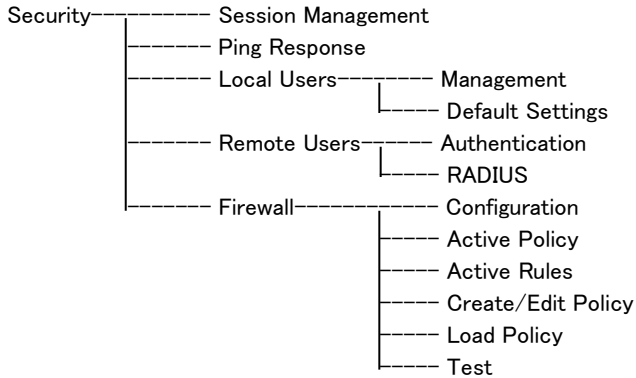 Security Session Management
Ping Response
Local Users Management
Default Settings
Remote Users Authentication
RADIUS
Firewall Configuration
Active Policy
Active Rules
Create/Edit Policy
Load Policy
Test